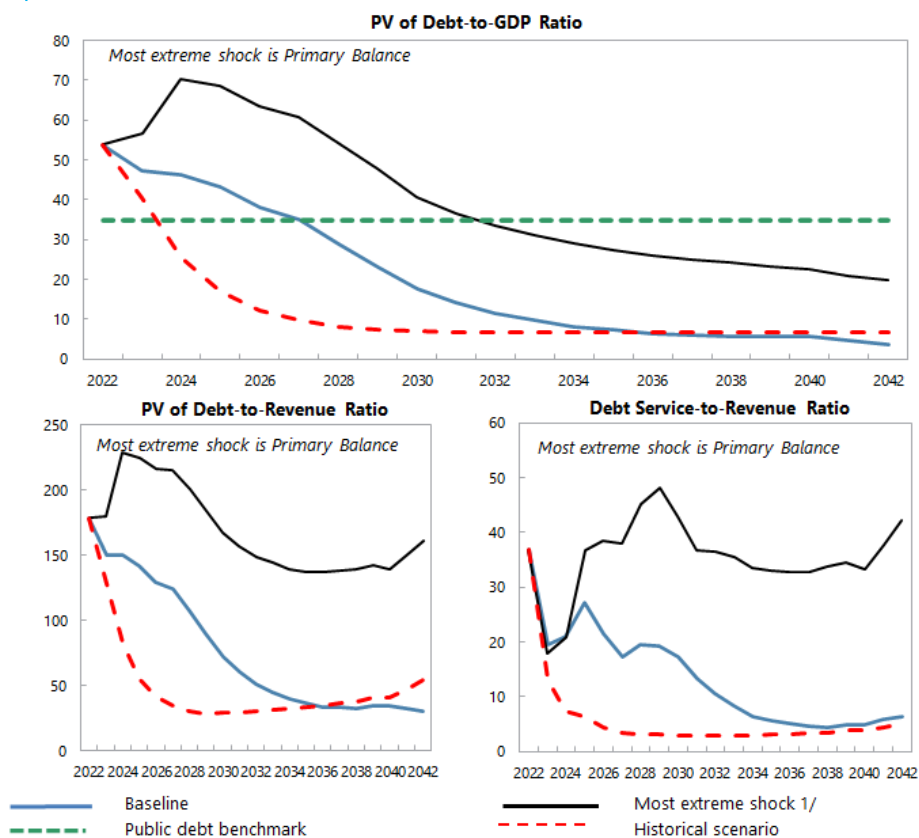 PV of Debt-to-GDP Ratio
Most extreme shock is Primary Balance
80
70
60
50
40
30
20
10
0
2022 2024 2026 2028 2030 2032 2034 2036 2038 2040 2042
PV of Debt-to-Revenue Ratio
Most extreme shock is Primary Balance
250
200
150
100
50
0
2022 2024 2026 2028 2030 2032 2034 2036 2038 2040 2042
Debt Service-to-Revenue Ratio
Most extreme shock is Primary Balance
60
50
40
30
20
10
0
2022 2024 2026 2028 2030 2032 2034 2036 2038 2040 2042
Baseline
Most extreme shock 1/
Public debt benchmark
Historical scenario